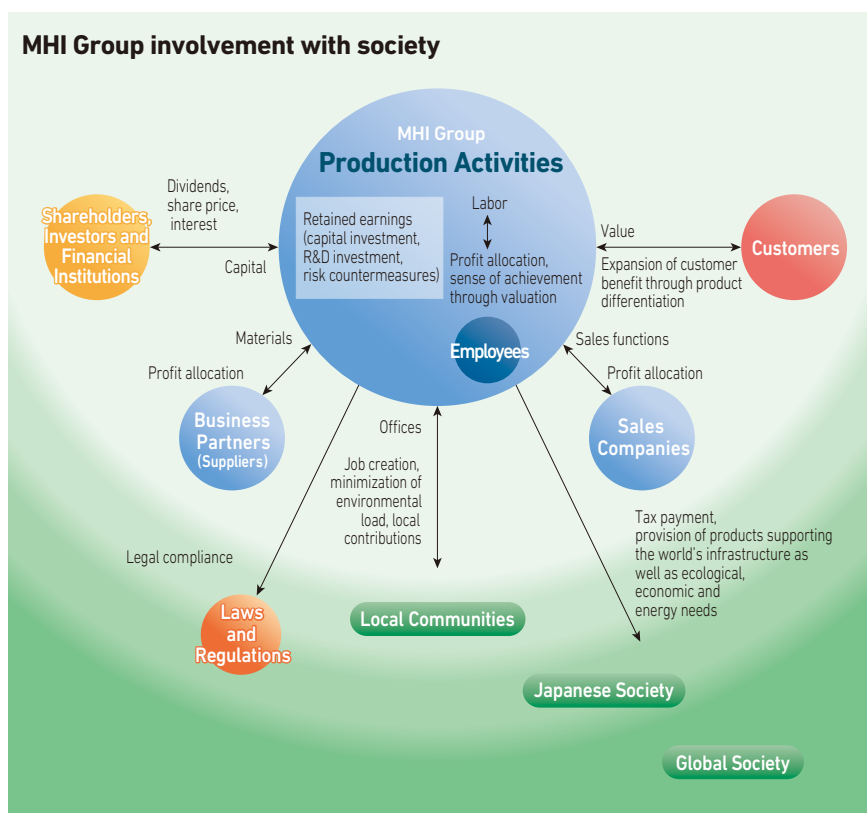 MHI Group involvement with society
MHI Group
Production Activities
Dividends,
share price,
interest
Shareholders,
Investors and
Financial
Institutions
Capital
Retained earnings
(capital investment,
R&D investment,
risk countermeasures)
Labor
Profit allocation,
sense of achievement
through valuation
Employees
Value
Expansion of customer
benefit through product
differentiation
Customers
Materials
Profit allocation
Business
Partners
(Suppliers)
Sales functions
Profit allocation
Sales
Companies
Offices
Job creation,
minimization of
environmental
load, local
contributions
Local Communities
Legal compliance
Laws
and
Regulations
Tax payment,
provision of products supporting
the world's infrastructure as
well as ecological,
economic and
energy needs
Japanese Society
Global Society